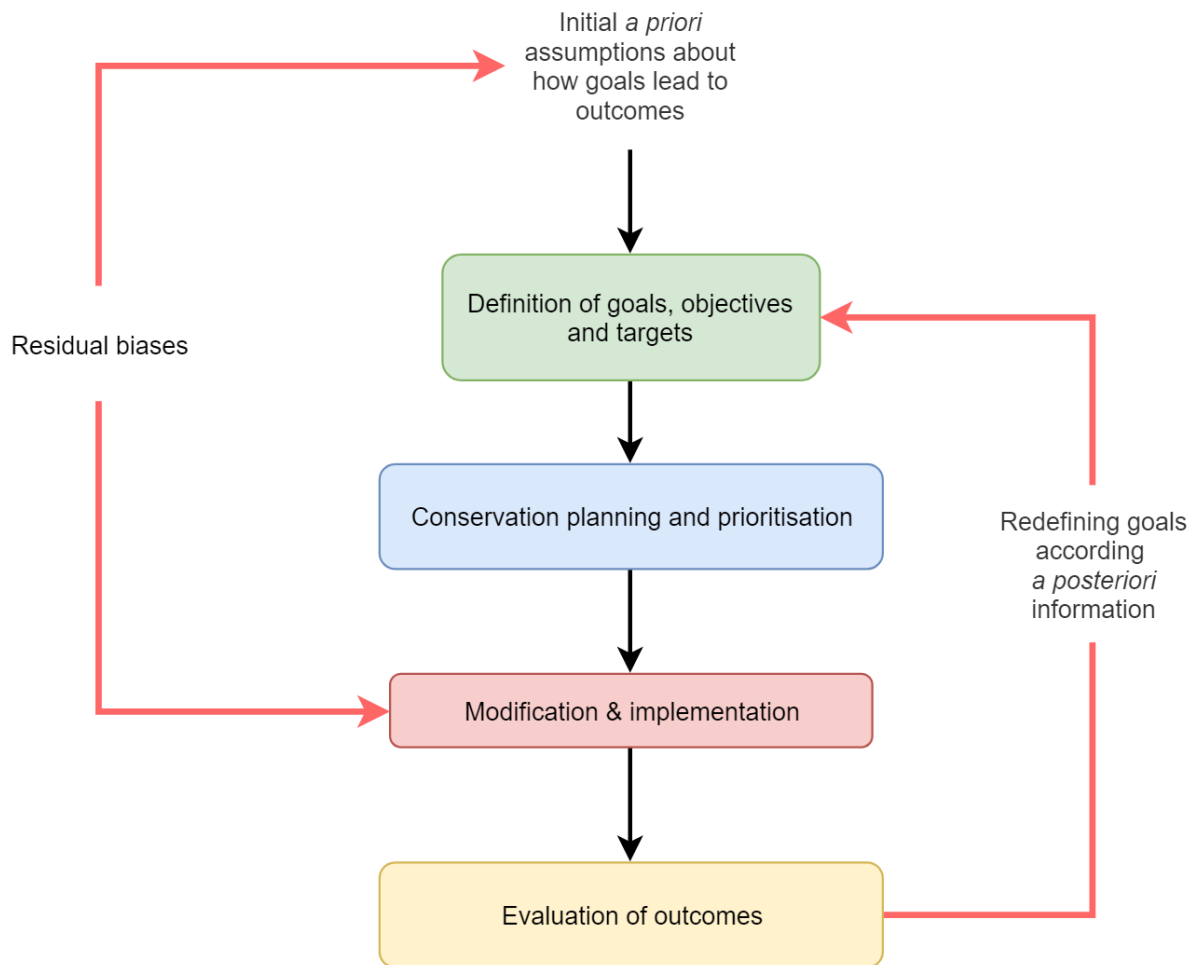 Initial a priori
assumptions about
how goals lead to
outcomes
Definition of goals, objectives
and targets
Residual biases
Conservation planning and prioritisation
Redefining goals
according
a posteriori
information
Modification & implementation
Evaluation of outcomes